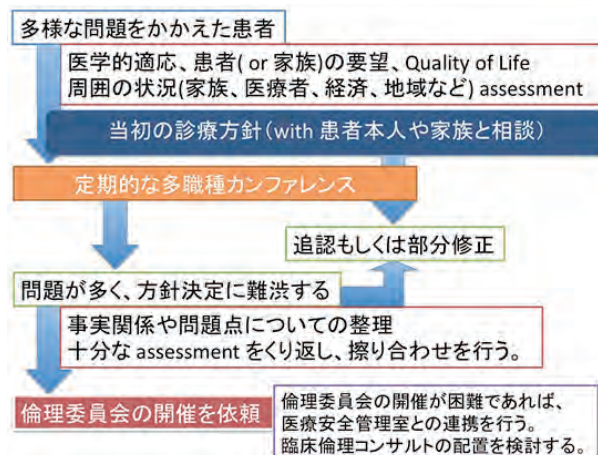 多様な問題をかかえた患者
医学的適応、患者( or 家族)の要望、Quality of Life
周囲の状況(家族、医療者、経済、地域など) assessment
当初の診療方針(with 患者本人や家族と相談)
定期的な多職種カンファレンス
追認もしくは部分修正
問題が多く、方針決定に難渋する
事実関係や問題点についての整理
十分な assessment をくり返し、擦り合わせを行う。
倫理委員会の開催を依頼
倫理委員会の開催が困難であれば、
医療安全管理室との連携を行う。
臨床倫理コンサルトの配置を検討する。